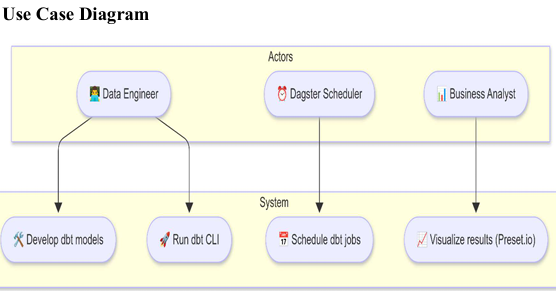 Use Case Diagram
Actors
👨‍💻 Data Engineer
⏰ Dagster Scheduler
📊 Business Analyst
System
🛠️ Develop dbt models
🚀 Run dbt CLI
📅 Schedule dbt jobs
📈 Visualize results (Preset.io)